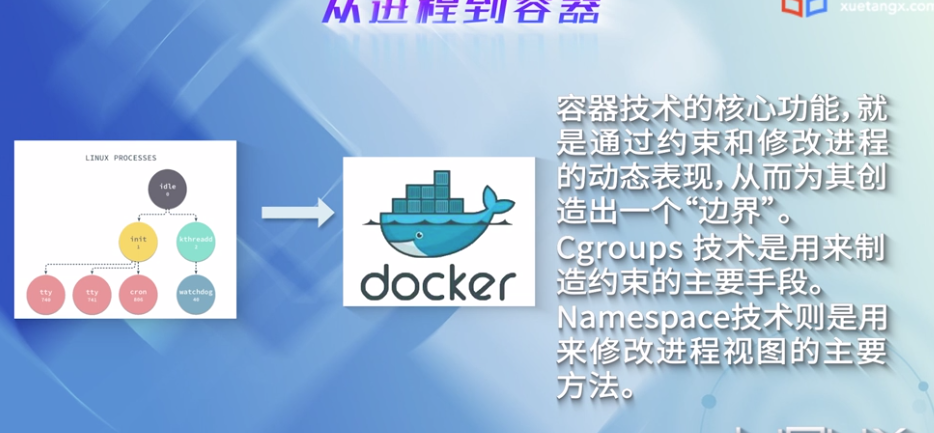 从进程到容器
xuetangx.com
容器技术的核心功能，就
是通过约束和修改进程
的动态表现，从而为其创
造出一个“边界”。
Cgroups 技术是用来制
造约束的主要手段。
Namespace技术则是用
来修改进程视图的主要
方法。
LINUX PROCESSES
idle
0
init
1
kthreadd
2
tty
tty
cron
watchdog
docker